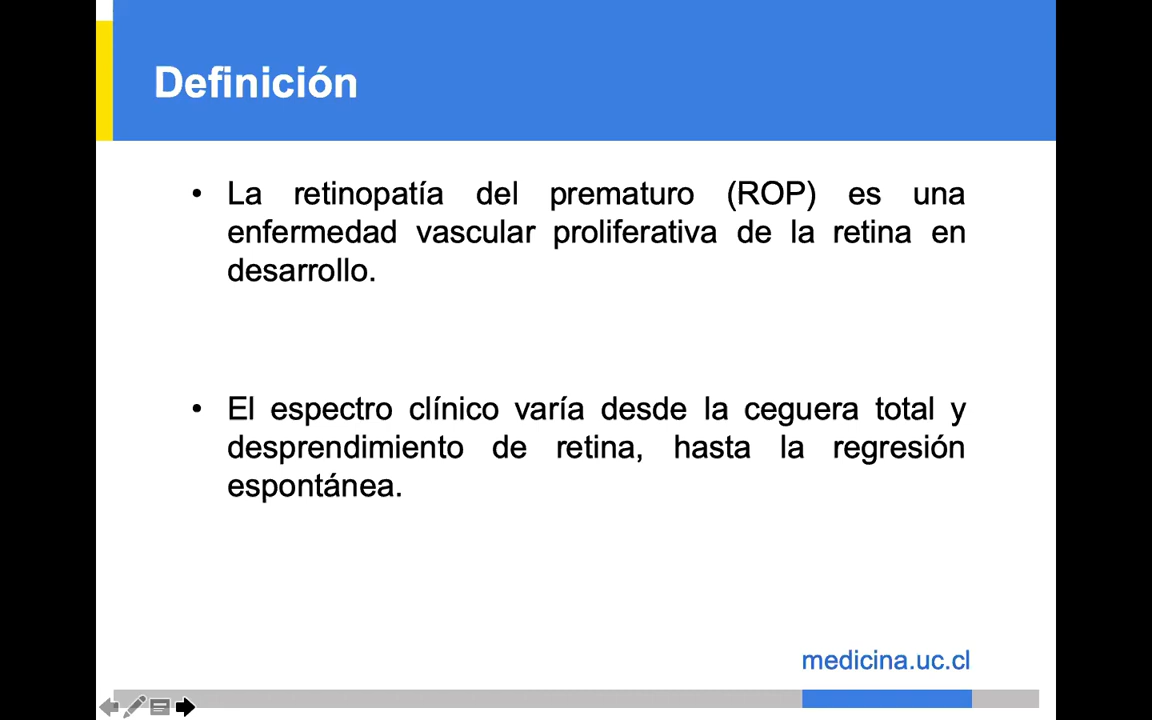 Definición
• La retinopatía del prematuro (ROP) es una
enfermedad vascular proliferativa de la retina en
desarrollo.
• El espectro clínico varía desde la ceguera total y
desprendimiento de retina, hasta la regresión
espontánea.
medicina.uc.cl